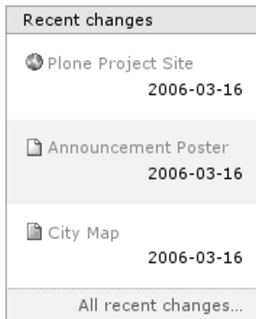 Recent changes
Plone Project Site
2006-03-16
Announcement Poster
2006-03-16
City Map
2006-03-16
All recent changes...